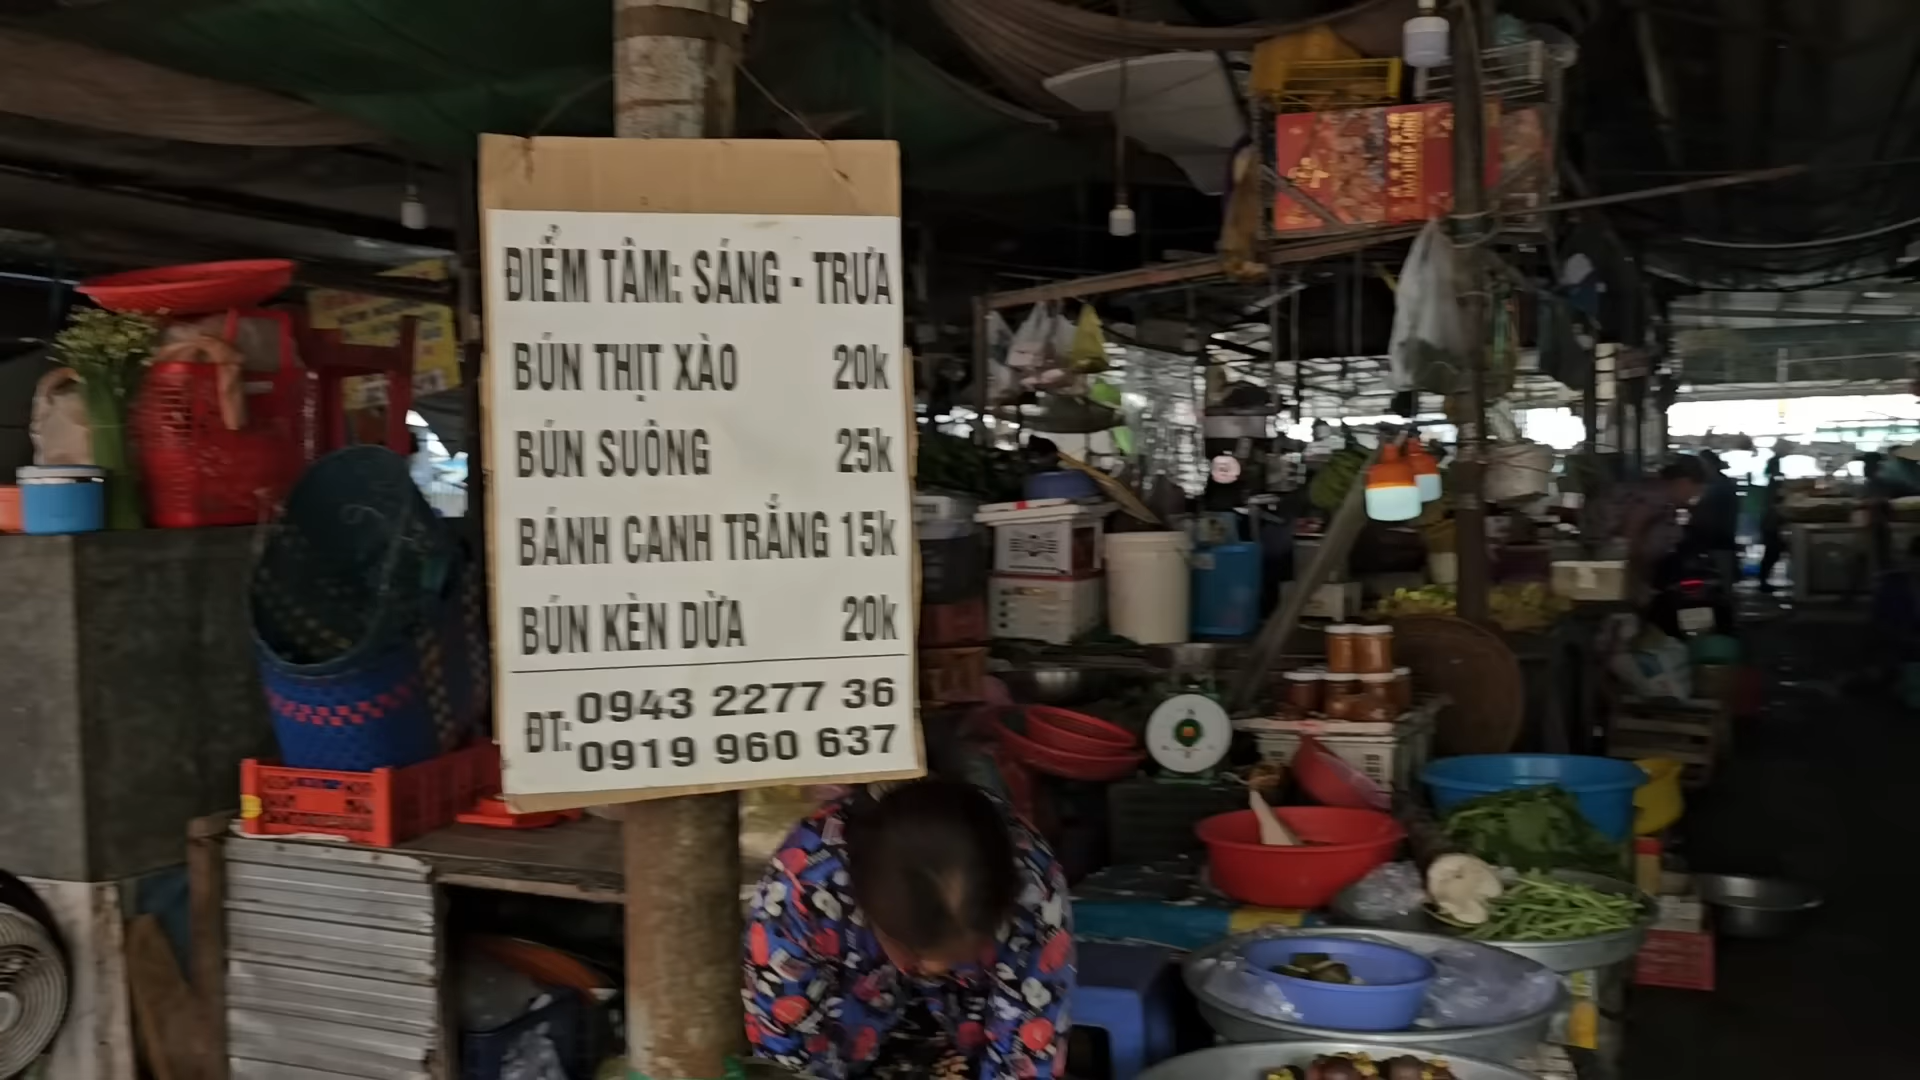 ĐIỂM TÂM: SÁNG - TRƯA
BÚN THỊT XÀO 20k
BÚN SUÔNG 25k
BÁNH CANH TRẮNG 15k
BÚN KÈN DỪA 20k
ĐT: 0943 2277 36
0919 960 637